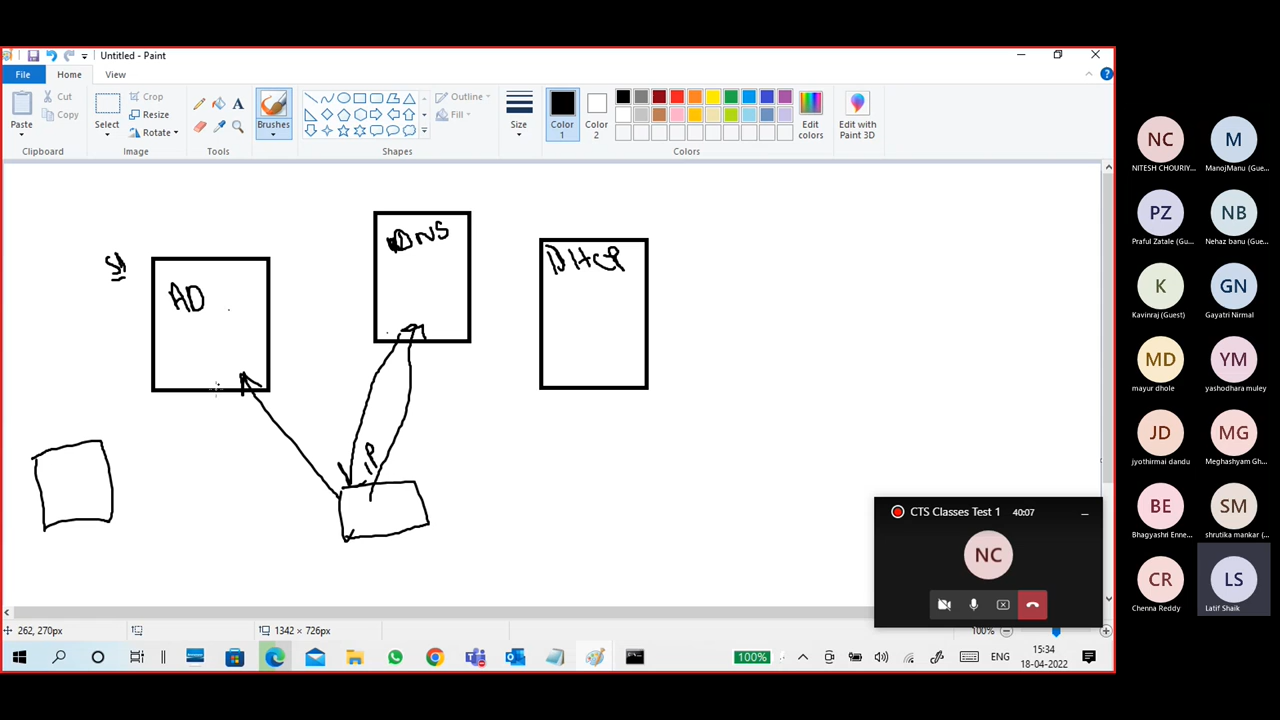 Untitled - Paint
File
Home
View
Paste
Cut
Copy
Clipboard
Select
Crop
Resize
Rotate
Image
Tools
Brushes
Shapes
Outline
Fill
Size
Color 1
Color 2
Colors
Edit colors
Edit with Paint 3D
AD
DNS
DHCP
IP
CTS Classes Test 1 40:07
NC
262, 270px
1342 × 726px
100%
100%
ENG
15:34
18-04-2022
NC
NITESH CHOURIY...
M
ManojManu (Gue...
PZ
Praful Zatale (Gu...
NB
Nehaz banu (Gues...
K
Kavinraj (Guest)
GN
Gayatri Nirmal
MD
mayur dhole
YM
yashodhara muley
JD
jyothirmai dandu
MG
Meghashyam Gh...
BE
Bhagyashri Enne...
SM
shrutika mankar (...
CR
Chenna Reddy
LS
Latif Shaik